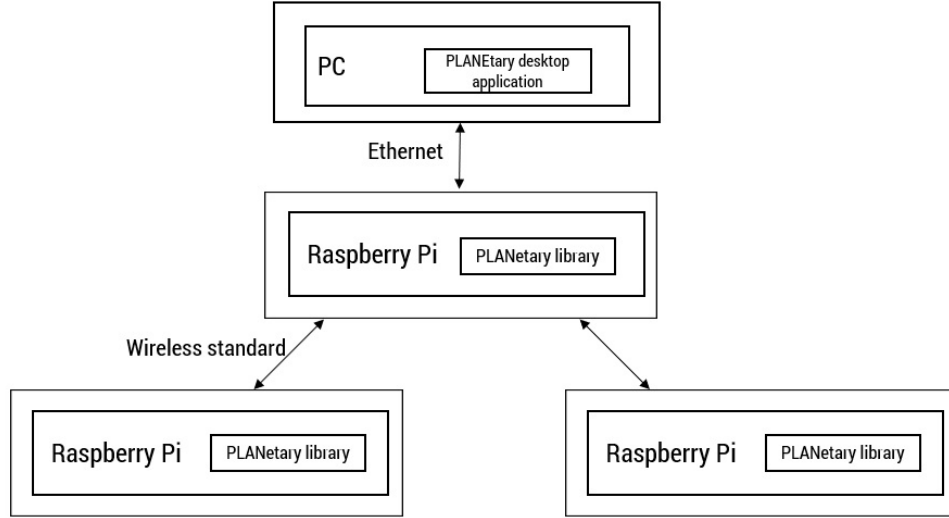 PC
PLANEtary desktop
application
Ethernet
Raspberry Pi
PLANetary library
Wireless standard
Raspberry Pi
PLANetary library
Raspberry Pi
PLANetary library